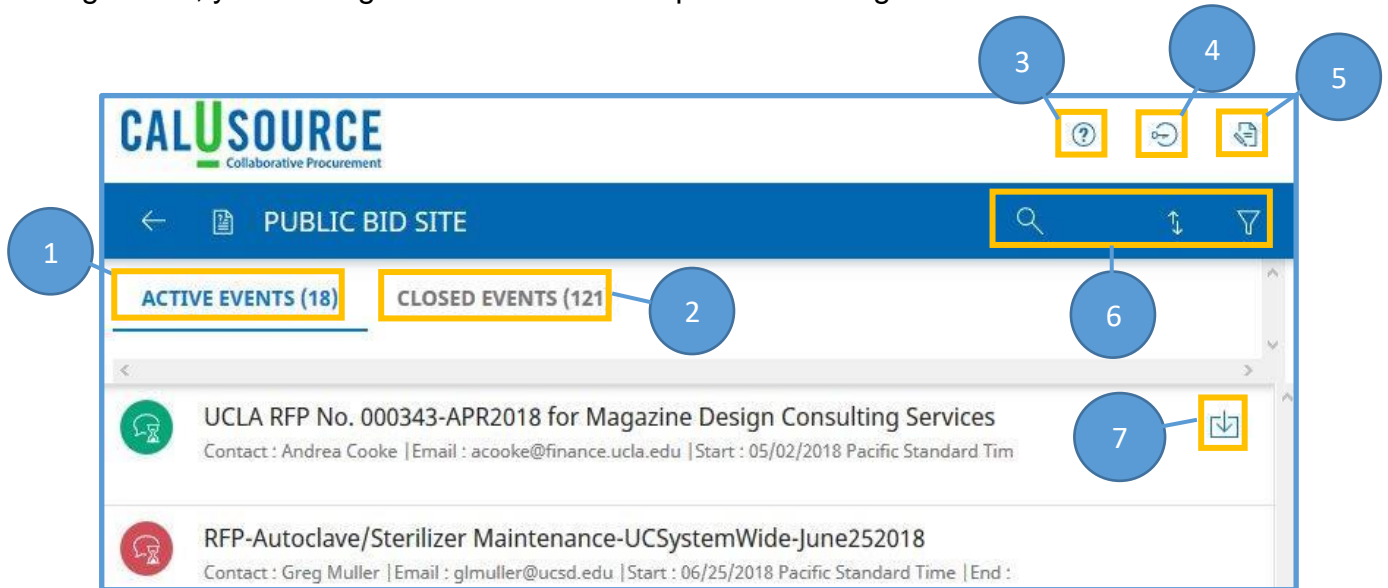 3
4
5
CALUSOURCE
Collaborative Procurement
PUBLIC BID SITE
1
ACTIVE EVENTS (18)
CLOSED EVENTS (121
2
6
UCLA RFP No. 000343-APR2018 for Magazine Design Consulting Services
Contact : Andrea Cooke |Email : acooke@finance.ucla.edu |Start : 05/02/2018 Pacific Standard Tim
7
RFP-Autoclave/Sterilizer Maintenance-UCSystemWide-June252018
Contact : Greg Muller |Email : glmuller@ucsd.edu |Start : 06/25/2018 Pacific Standard Time |End :